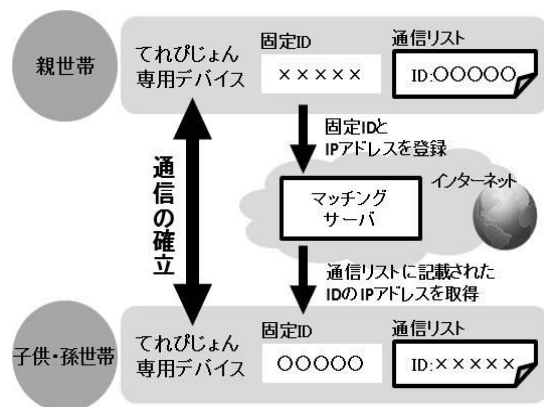 親世帯
てれぴじょん
専用デバイス
固定ID
×××××
通信リスト
ID:○○○○○
固定IDと
IPアドレスを登録
通信の確立
インターネット
マッチング
サーバ
通信リストに記載された
IDのIPアドレスを取得
子供・孫世帯
てれぴじょん
専用デバイス
固定ID
○○○○○
通信リスト
ID:×××××